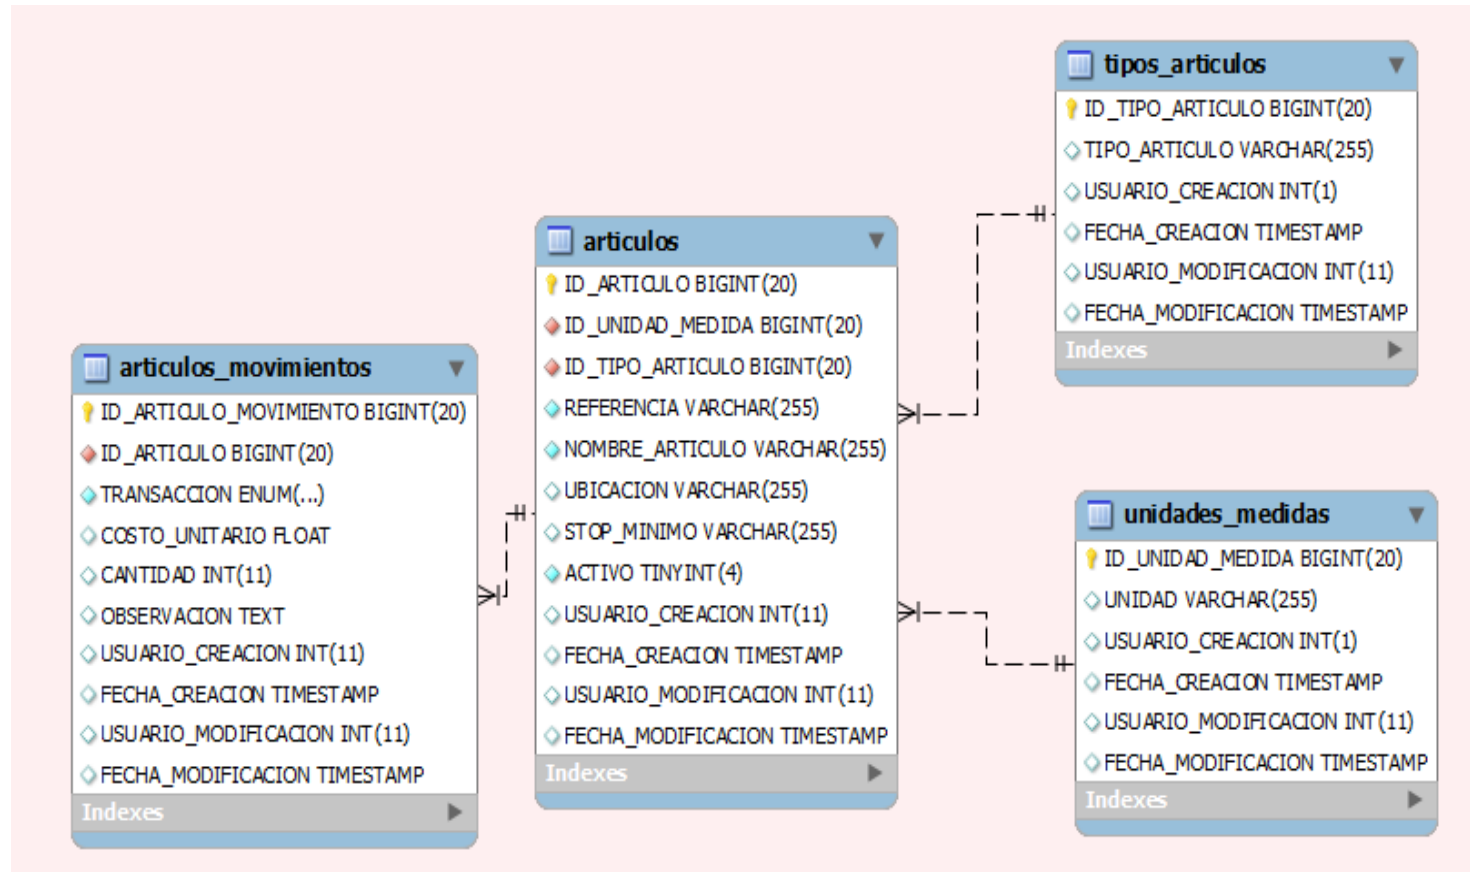 tipos_articulos
ID_TIPO_ARTICULO BIGINT(20)
TIPO_ARTICULO VARCHAR(255)
USUARIO_CREACION INT(1)
FECHA_CREACION TIMESTAMP
USUARIO_MODIFICACION INT(11)
FECHA_MODIFICACION TIMESTAMP
Indexes
articulos
ID_ARTICULO BIGINT(20)
ID_UNIDAD_MEDIDA BIGINT(20)
ID_TIPO_ARTICULO BIGINT(20)
REFERENCIA VARCHAR(255)
NOMBRE_ARTICULO VARCHAR(255)
UBICACION VARCHAR(255)
STOP_MINIMO VARCHAR(255)
ACTIVO TINYINT(4)
USUARIO_CREACION INT(11)
FECHA_CREACION TIMESTAMP
USUARIO_MODIFICACION INT(11)
FECHA_MODIFICACION TIMESTAMP
Indexes
articulos_movimientos
ID_ARTICULO_MOVIMIENTO BIGINT(20)
ID_ARTICULO BIGINT(20)
TRANSACCION ENUM(...)
COSTO_UNITARIO FLOAT
CANTIDAD INT(11)
OBSERVACION TEXT
USUARIO_CREACION INT(11)
FECHA_CREACION TIMESTAMP
USUARIO_MODIFICACION INT(11)
FECHA_MODIFICACION TIMESTAMP
Indexes
unidades_medidas
ID_UNIDAD_MEDIDA BIGINT(20)
UNIDAD VARCHAR(255)
USUARIO_CREACION INT(1)
FECHA_CREACION TIMESTAMP
USUARIO_MODIFICACION INT(11)
FECHA_MODIFICACION TIMESTAMP
Indexes